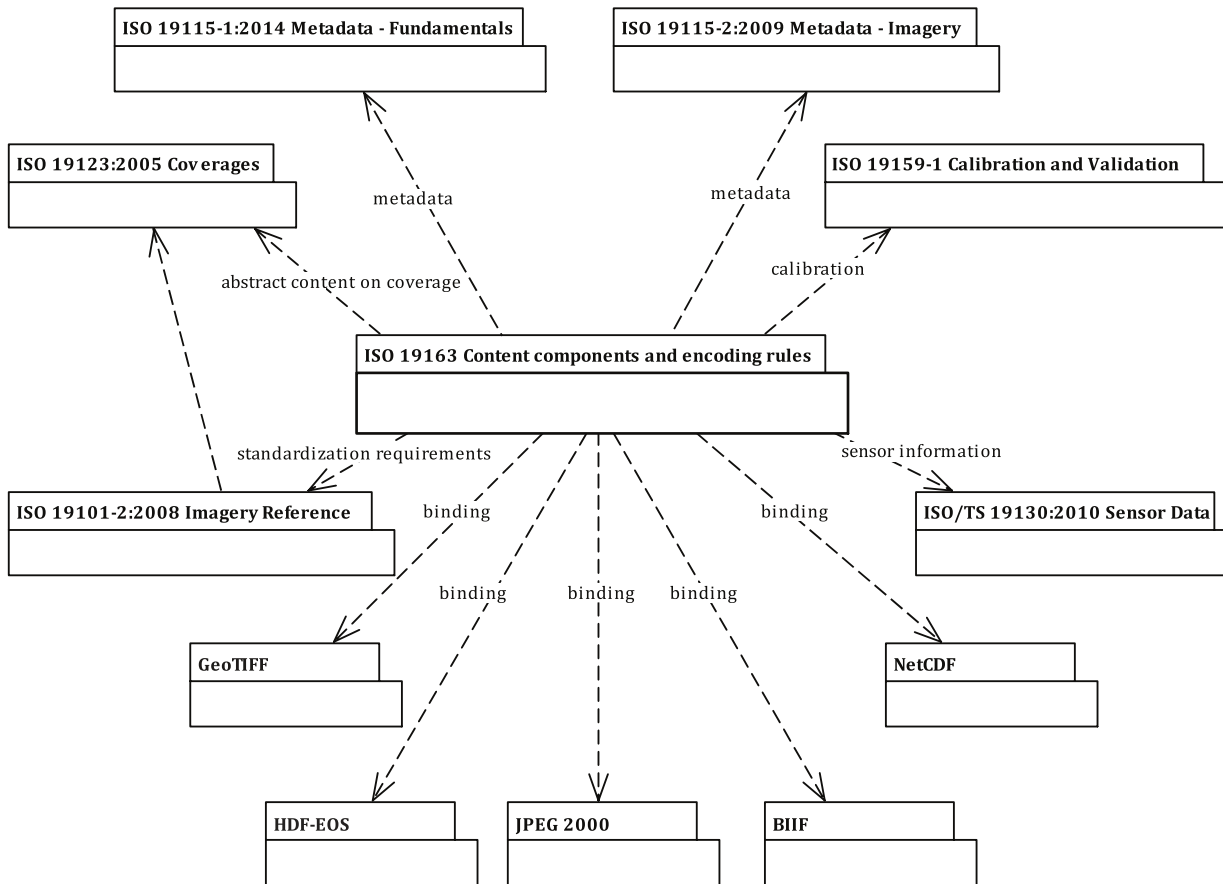 ISO 19115-1:2014 Metadata - Fundamentals
ISO 19115-2:2009 Metadata - Imagery
ISO 19123:2005 Coverages
ISO 19159-1 Calibration and Validation
metadata
metadata
abstract content on coverage
calibration
ISO 19163 Content components and encoding rules
standardization requirements
sensor information
ISO 19101-2:2008 Imagery Reference
binding
binding
ISO/TS 19130:2010 Sensor Data
binding
binding
binding
GeoTIFF
NetCDF
HDF-EOS
JPEG 2000
BIIF